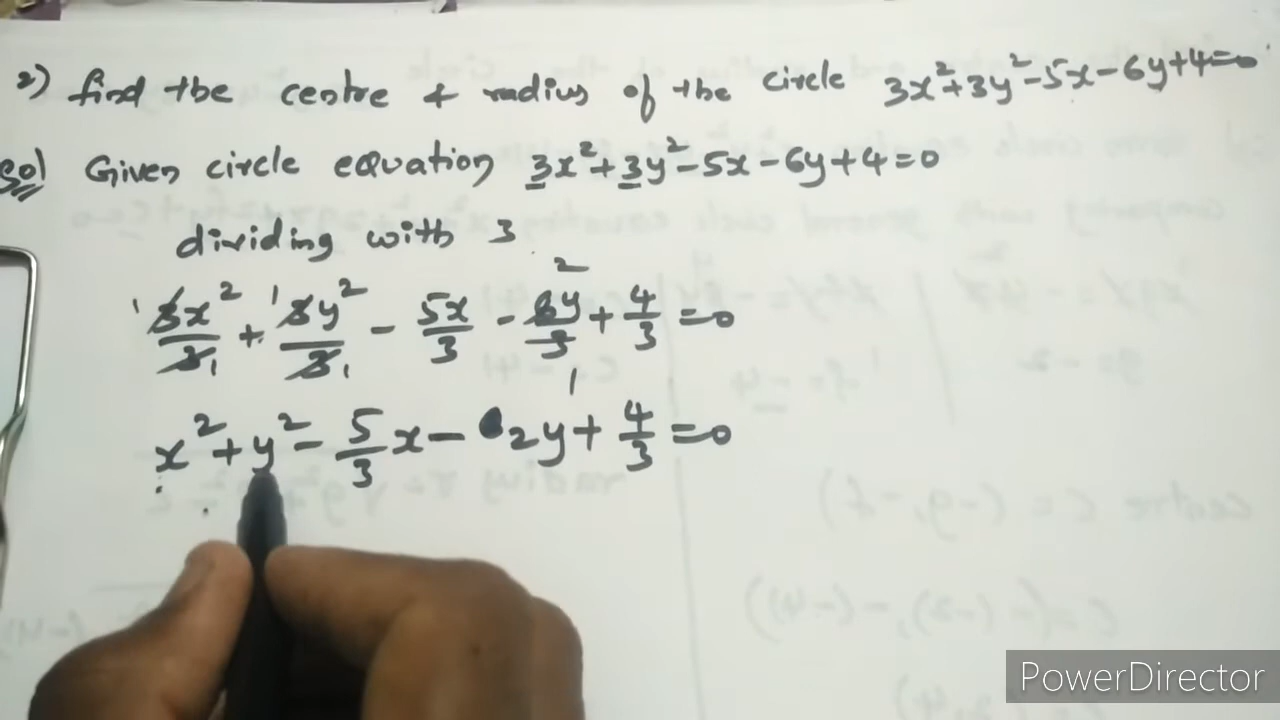 2) find the centre & radius of the circle 3x²+3y²-5x-6y+4=0
Sol Given circle equation 3x²+3y²-5x-6y+4=0
dividing with 3
3x²/3 + 3y²/3 - 5x/3 - 6y/3 + 4/3 =0
x²+y²- 5/3 x- 2y+ 4/3 =0
PowerDirector